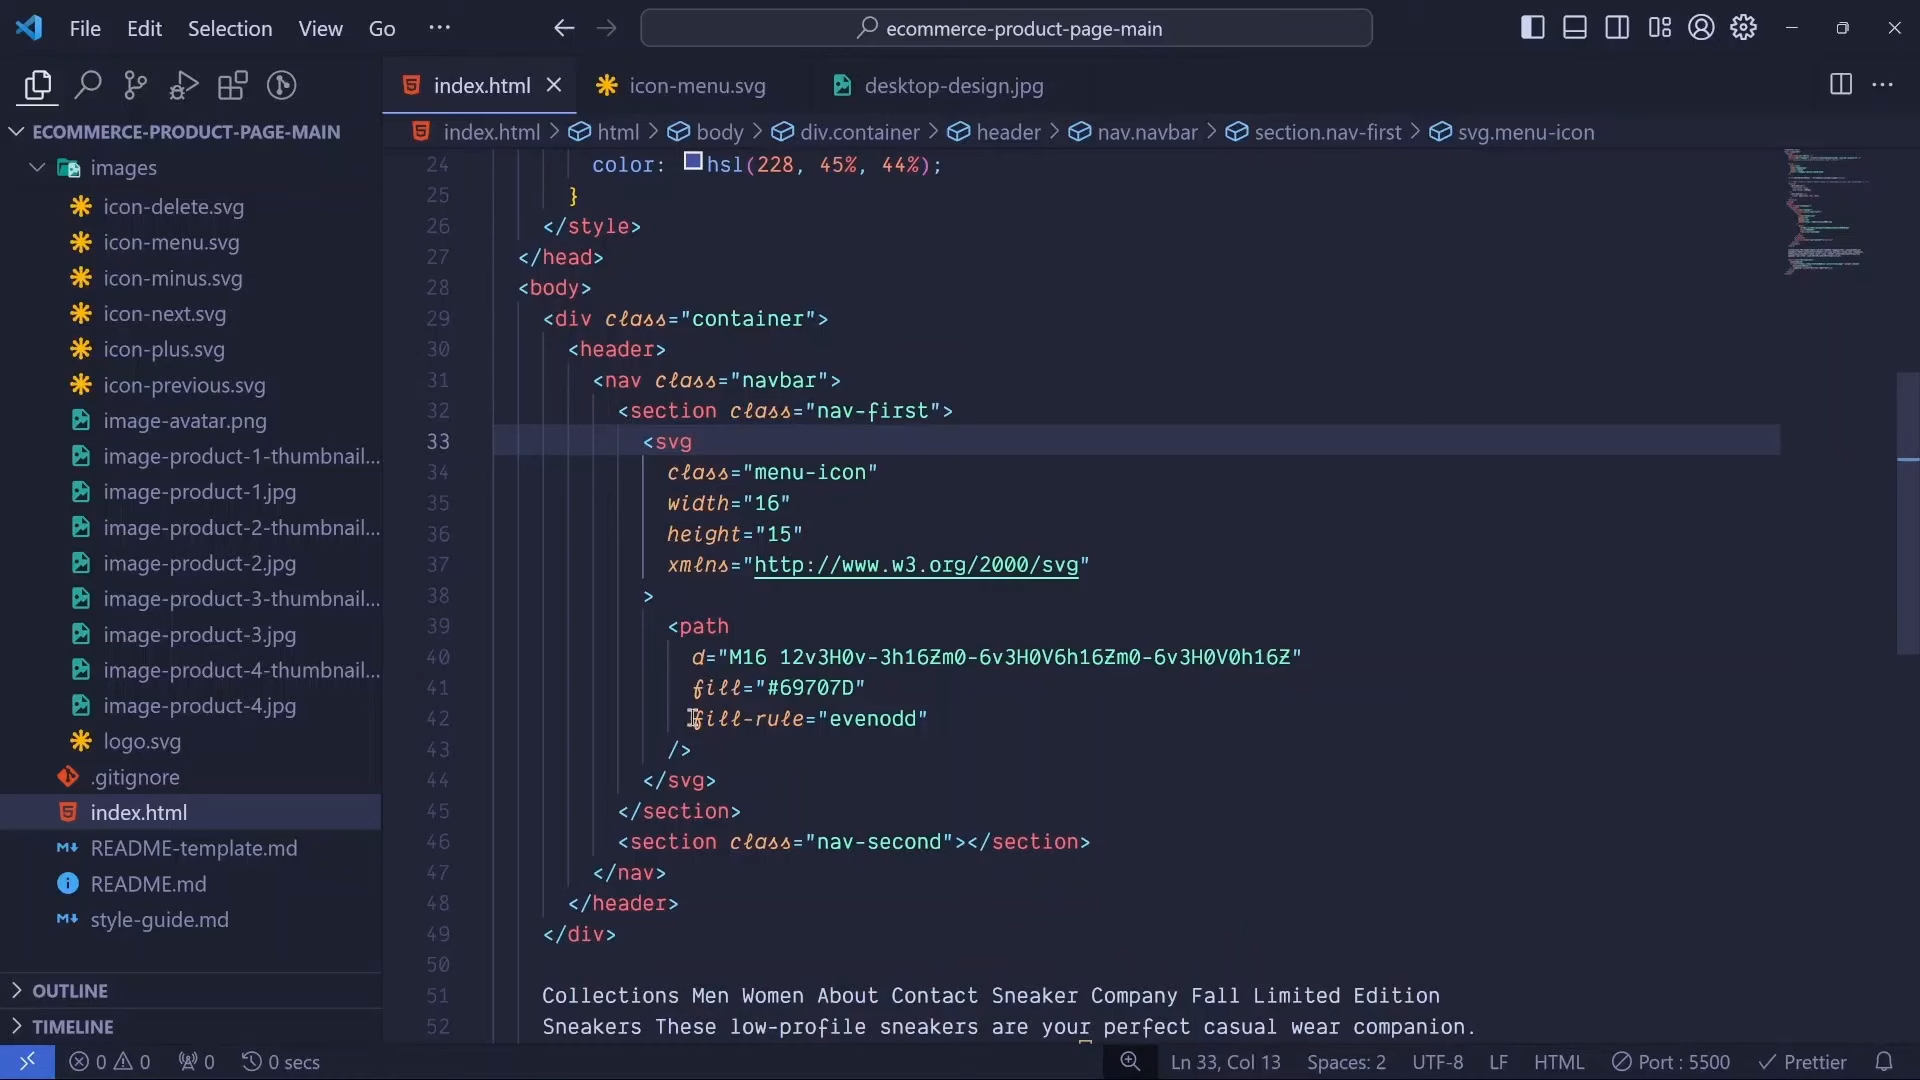 File Edit Selection View Go ··· ecommerce-product-page-main
index.html icon-menu.svg desktop-design.jpg
index.html > html > body > div.container > header > nav.navbar > section.nav-first > svg.menu-icon
ECOMMERCE-PRODUCT-PAGE-MAIN
images
icon-delete.svg
icon-menu.svg
icon-minus.svg
icon-next.svg
icon-plus.svg
icon-previous.svg
image-avatar.png
image-product-1-thumbnail...
image-product-1.jpg
image-product-2-thumbnail...
image-product-2.jpg
image-product-3-thumbnail...
image-product-3.jpg
image-product-4-thumbnail...
image-product-4.jpg
logo.svg
.gitignore
index.html
README-template.md
README.md
style-guide.md
OUTLINE
TIMELINE
24 color: hsl(228, 45%, 44%);
25 }
26 </style>
27 </head>
28 <body>
29 <div class="container">
30 <header>
31 <nav class="navbar">
32 <section class="nav-first">
33 <svg
34 class="menu-icon"
35 width="16"
36 height="15"
37 xmlns="http://www.w3.org/2000/svg"
38 >
39 <path
40 d="M16 12v3H0v-3h16Zm0-6v3H0V6h16Zm0-6v3H0V0h16Z"
41 fill="#69707D"
42 fill-rule="evenodd"
43 />
44 </svg>
45 </section>
46 <section class="nav-second"></section>
47 </nav>
48 </header>
49 </div>
50
51 Collections Men Women About Contact Sneaker Company Fall Limited Edition
52 Sneakers These low-profile sneakers are your perfect casual wear companion.
0 0 0 0 secs Ln 33, Col 13 Spaces: 2 UTF-8 LF HTML Port : 5500 Prettier